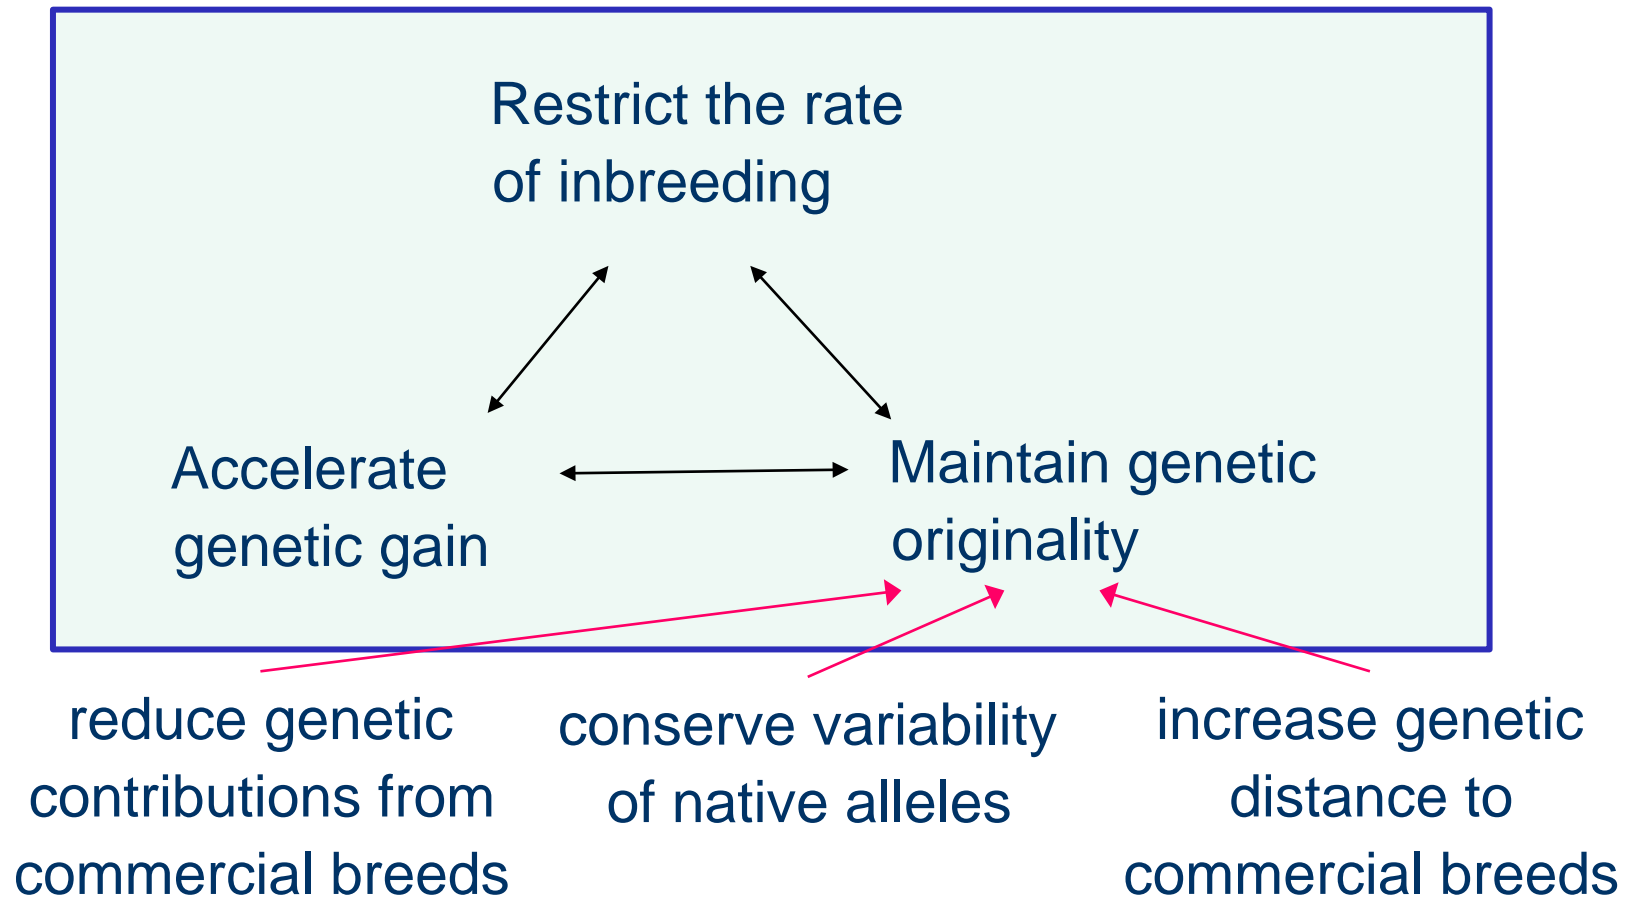 Restrict the rate
of inbreeding
Accelerate
genetic gain
Maintain genetic
originality
reduce genetic
contributions from
commercial breeds
conserve variability
of native alleles
increase genetic
distance to
commercial breeds